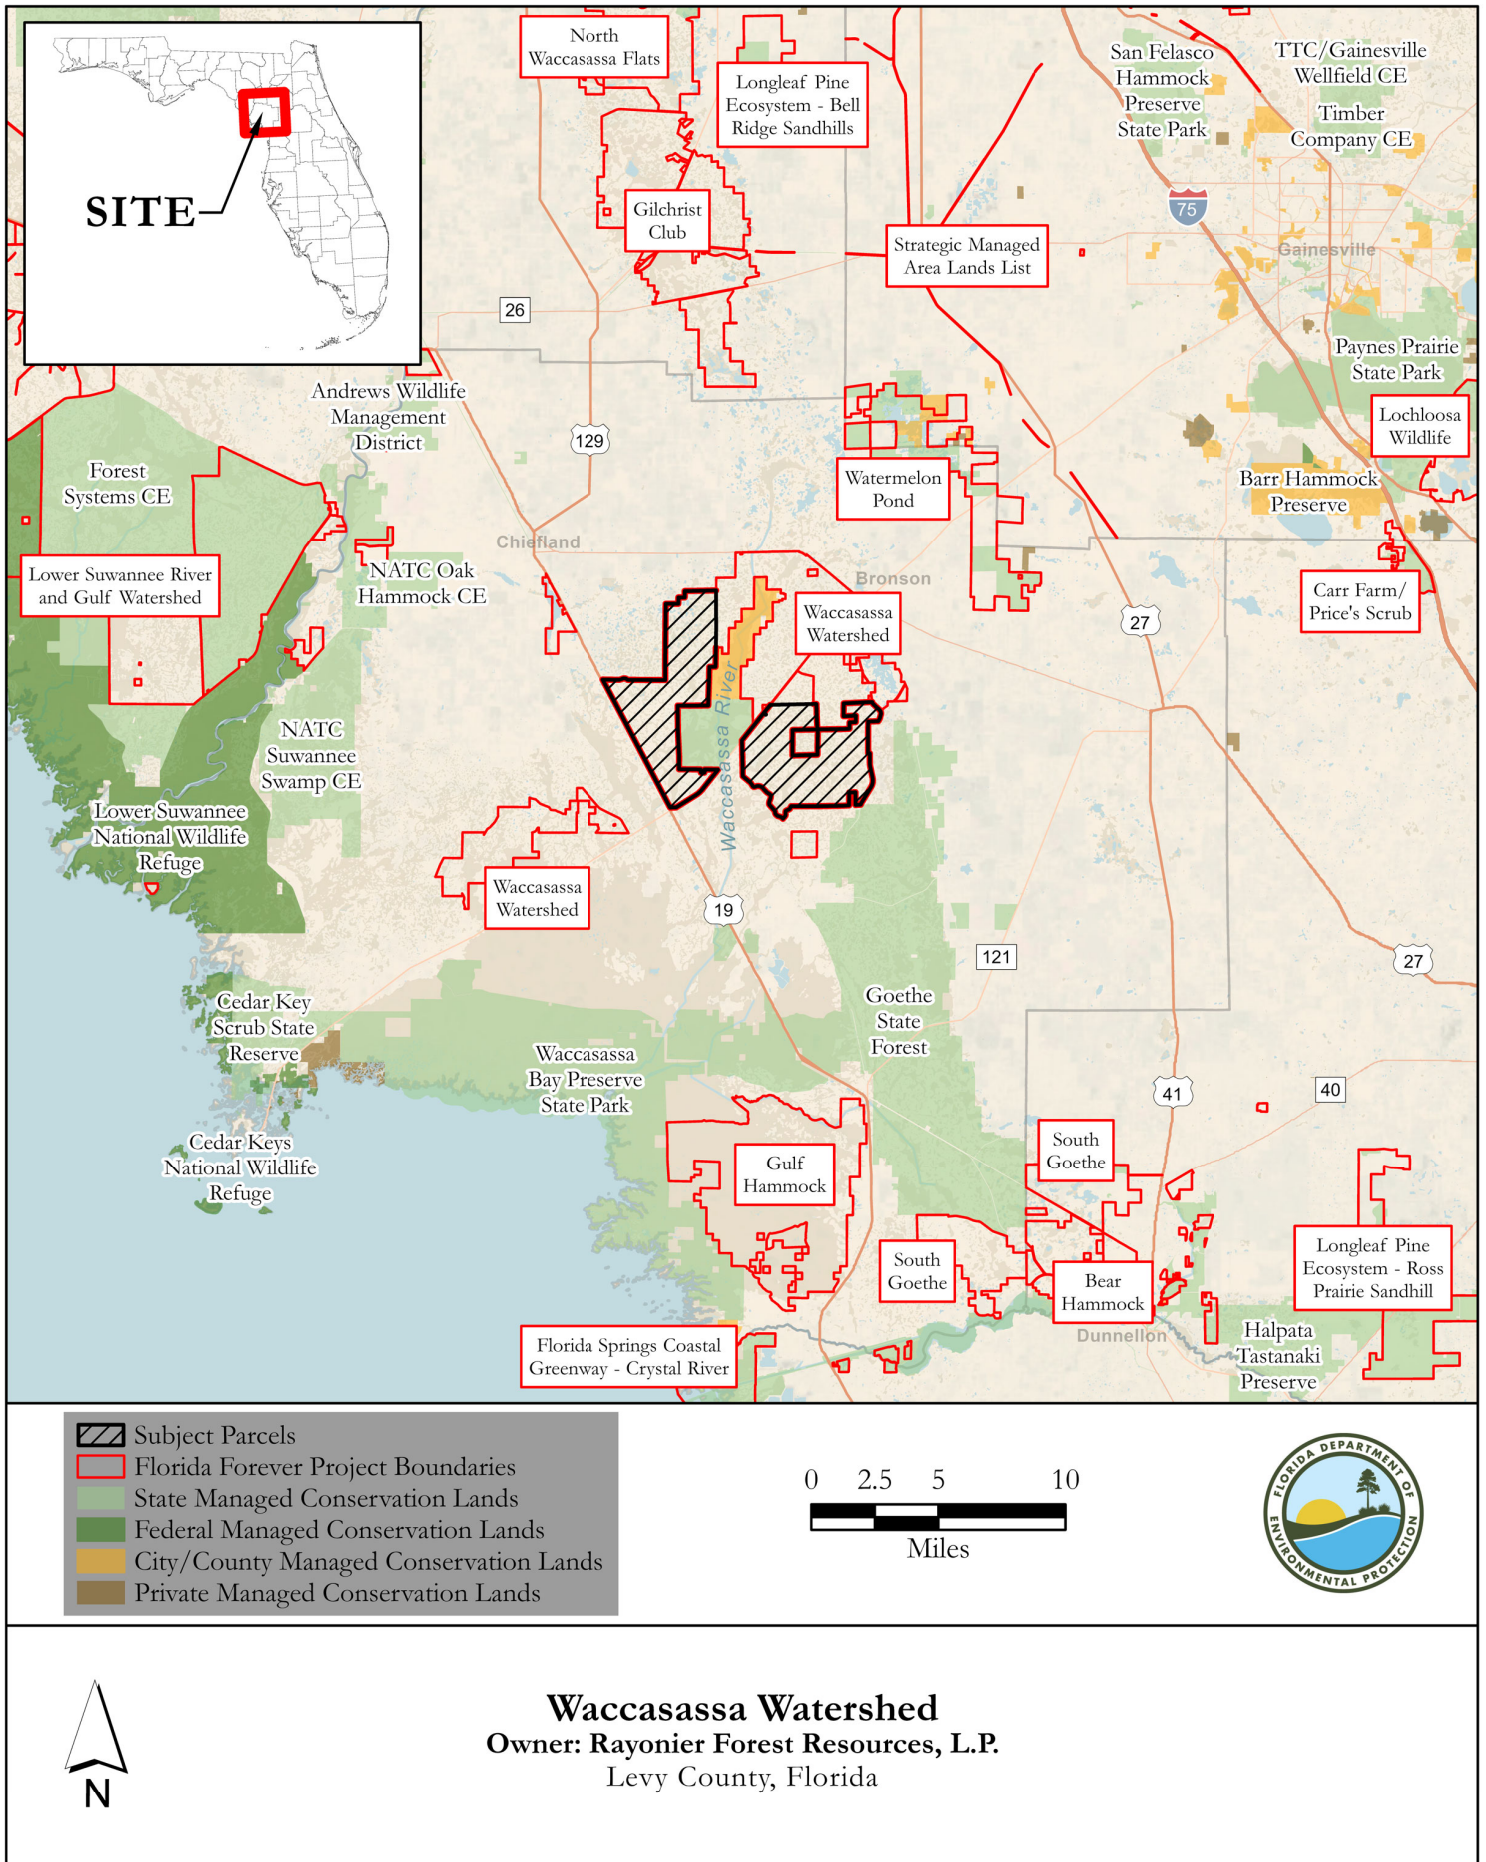 SITE
North
Waccasassa Flats
Longleaf Pine
Ecosystem - Bell
Ridge Sandhills
San Felasco
Hammock
Preserve
State Park
TTC/Gainesville
Wellfield CE
Timber
Company CE
75
Gilchrist
Club
Strategic Managed
Area Lands List
Gainesville
26
Paynes Prairie
State Park
Andrews Wildlife
Management
District
Lochloosa
Wildlife
129
Forest
Systems CE
Watermelon
Pond
Barr Hammock
Preserve
Chiefland
Lower Suwannee River
and Gulf Watershed
NATC Oak
Hammock CE
Bronson
Waccasassa
Watershed
Carr Farm/
Price's Scrub
27
Waccasassa River
NATC
Suwannee
Swamp CE
Lower Suwannee
National Wildlife
Refuge
Waccasassa
Watershed
19
121
27
Cedar Key
Scrub State
Reserve
Goethe
State
Forest
Waccasassa
Bay Preserve
State Park
41
40
Cedar Keys
National Wildlife
Refuge
Gulf
Hammock
South
Goethe
South
Goethe
Bear
Hammock
Longleaf Pine
Ecosystem - Ross
Prairie Sandhill
Dunnellon
Florida Springs Coastal
Greenway - Crystal River
Halpata
Tastanaki
Preserve
Subject Parcels
Florida Forever Project Boundaries
State Managed Conservation Lands
Federal Managed Conservation Lands
City/County Managed Conservation Lands
Private Managed Conservation Lands
0 2.5 5 10
Miles
FLORIDA DEPARTMENT OF
ENVIRONMENTAL PROTECTION
N
Waccasassa Watershed
Owner: Rayonier Forest Resources, L.P.
Levy County, Florida